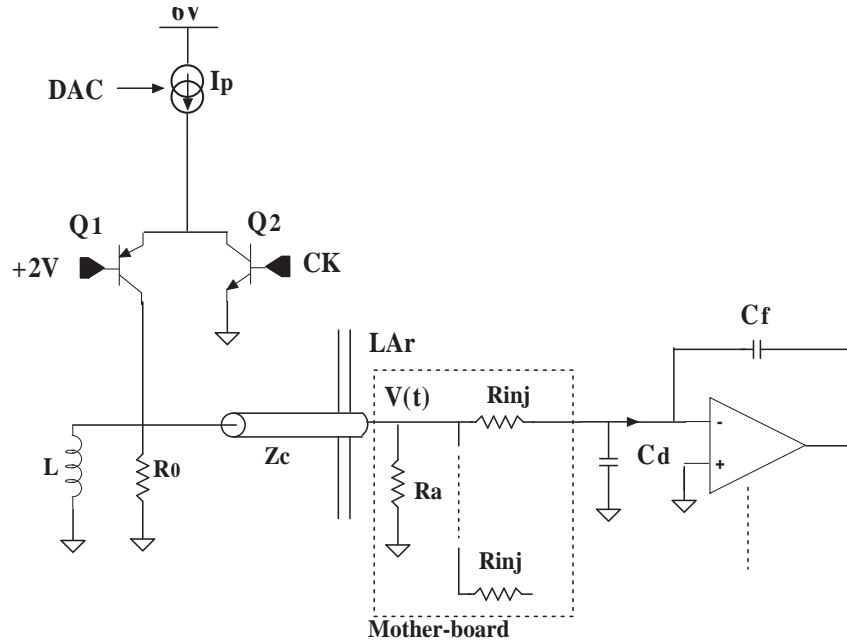 6V
DAC
Ip
Q1
Q2
+2V
CK
Cf
LAr
V(t)
Rinj
-
+
L
R0
Zc
Ra
Cd
Rinj
Mother-board